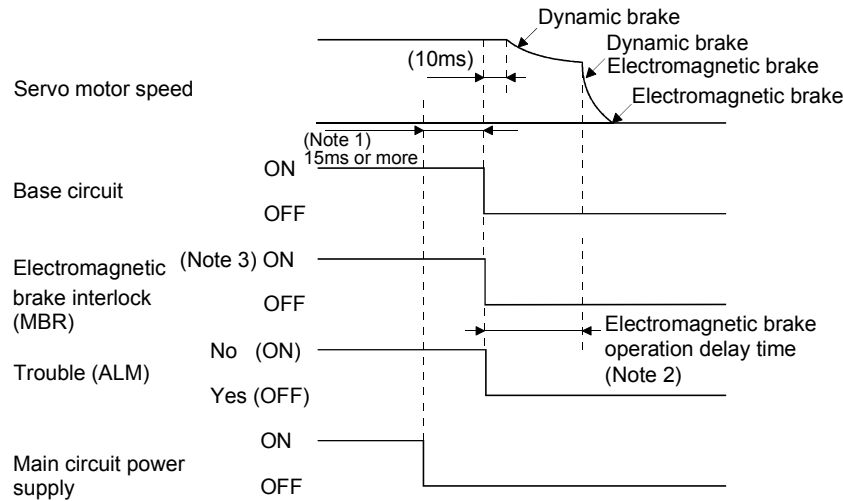 Dynamic brake
Dynamic brake
Electromagnetic brake
Electromagnetic brake
(10ms)
Servo motor speed
(Note 1)
15ms or more
ON
Base circuit
OFF
(Note 3) ON
Electromagnetic
brake interlock
(MBR)
OFF
Electromagnetic brake
operation delay time
(Note 2)
No (ON)
Trouble (ALM)
Yes (OFF)
ON
Main circuit power
supply
OFF